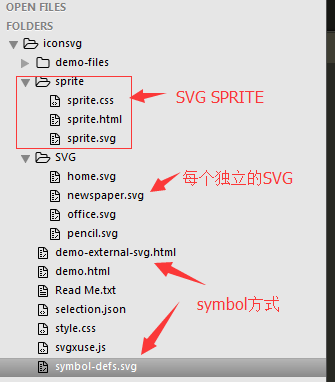 OPEN FILES
FOLDERS
iconsvg
demo-files
sprite
sprite.css
SVG SPRITE
sprite.html
sprite.svg
SVG
home.svg
每个独立的SVG
newspaper.svg
office.svg
pencil.svg
demo-external-svg.html
demo.html
Read Me.txt
symbol方式
selection.json
style.css
svgxuse.js
symbol-defs.svg